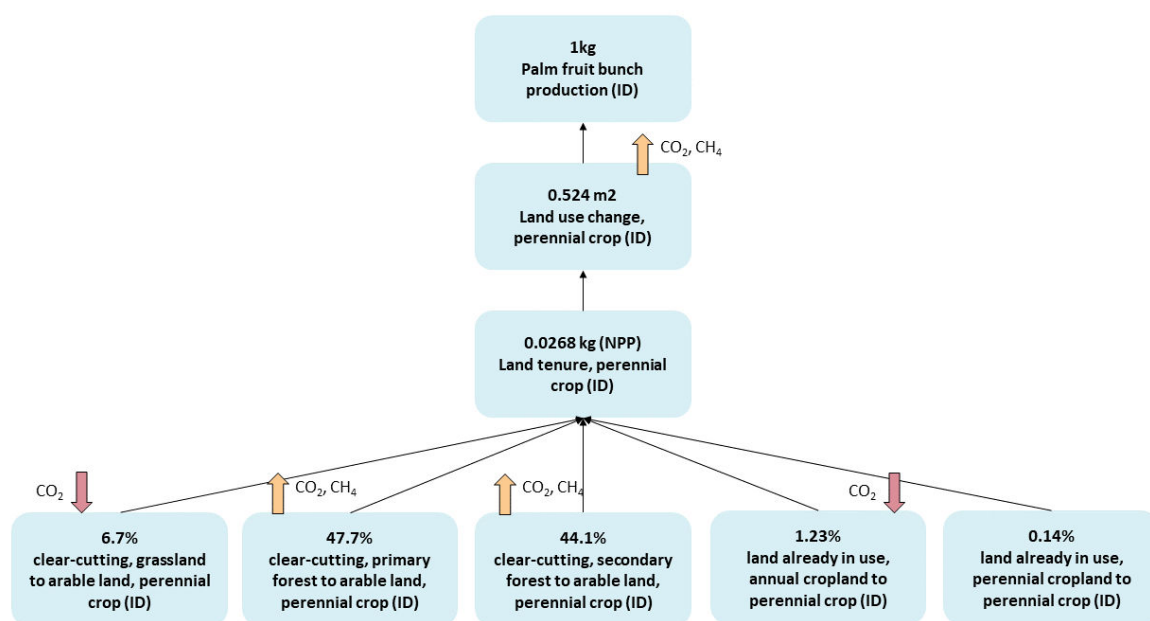 1kg
Palm fruit bunch
production (ID)
CO₂, CH₄
0.524 m2
Land use change,
perennial crop (ID)
0.0268 kg (NPP)
Land tenure, perennial
crop (ID)
CO₂
6.7%
clear-cutting, grassland
to arable land, perennial
crop (ID)
CO₂, CH₄
47.7%
clear-cutting, primary
forest to arable land,
perennial crop (ID)
CO₂, CH₄
44.1%
clear-cutting, secondary
forest to arable land,
perennial crop (ID)
CO₂
1.23%
land already in use,
annual cropland to
perennial crop (ID)
0.14%
land already in use,
perennial cropland to
perennial crop (ID)